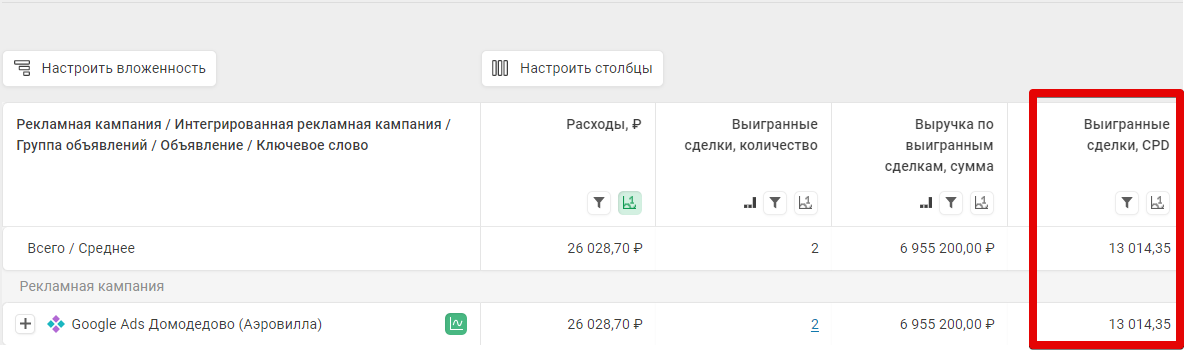 Настроить вложенность
Настроить столбцы
Рекламная кампания / Интегрированная рекламная кампания /
Группа объявлений / Объявление / Ключевое слово
Расходы, ₽
Выигранные
сделки, количество
Выручка по
выигранным
сделкам, сумма
Выигранные
сделки, CPD
Всего / Среднее
26 028,70 ₽
2
6 955 200,00 ₽
13 014,35
Рекламная кампания
Google Ads Домодедово (Аэровилла)
26 028,70 ₽
2
6 955 200,00 ₽
13 014,35